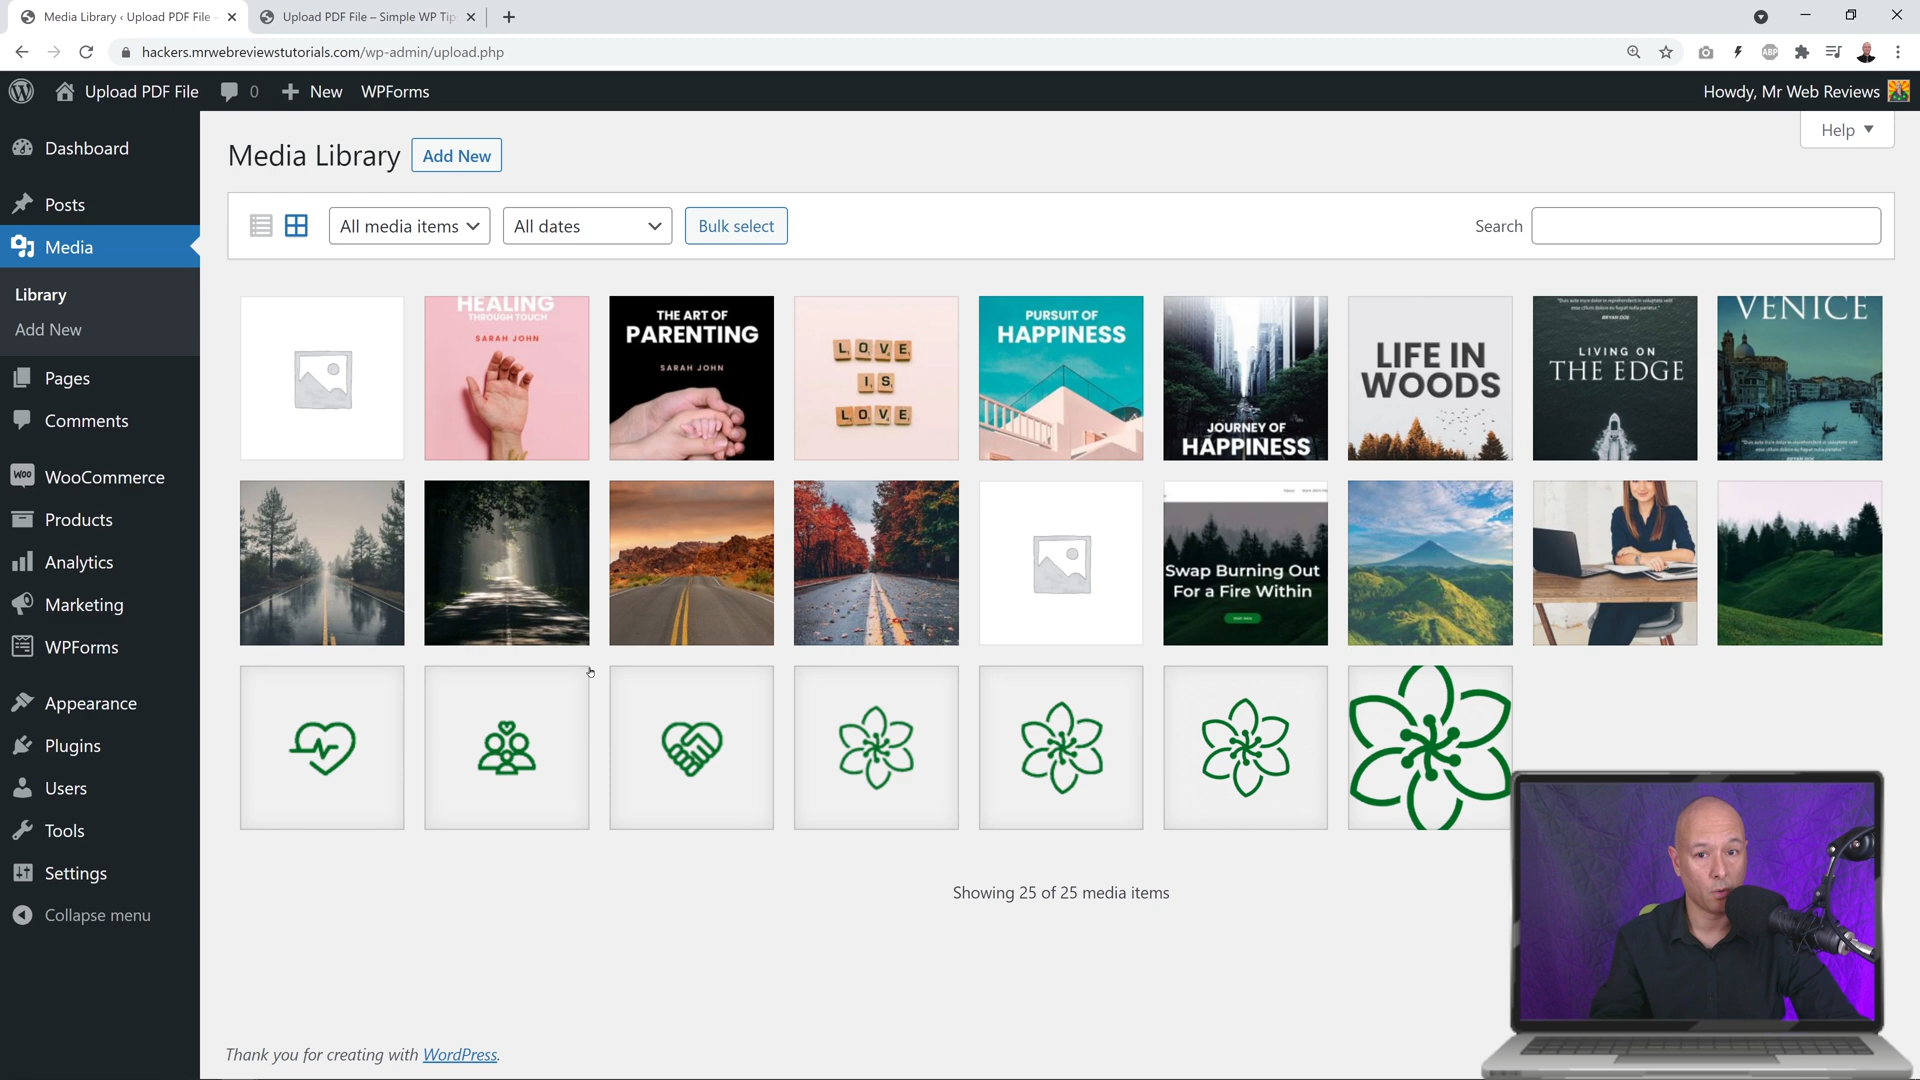 Media Library ‹ Upload PDF File –
Upload PDF File – Simple WP Tip
hackers.mrwebreviewstutorials.com/wp-admin/upload.php
ABP
Upload PDF File
0
New
WPForms
Howdy, Mr Web Reviews
Help
Dashboard
Posts
Media
Library
Add New
Pages
Comments
Woo
WooCommerce
Products
Analytics
Marketing
WPForms
Appearance
Plugins
Users
Tools
Settings
Collapse menu
Media Library
Add New
All media items
All dates
Bulk select
Search
HEALING
THROUGH TOUCH
SARAH JOHN
THE ART OF
PARENTING
SARAH JOHN
LOVE
IS
LOVE
PURSUIT OF
HAPPINESS
JOURNEY OF
HAPPINESS
LIFE IN
WOODS
BRYAN DOE
LIVING ON
THE EDGE
VENICE
Swap Burning Out
For a Fire Within
Showing 25 of 25 media items
Thank you for creating with WordPress.